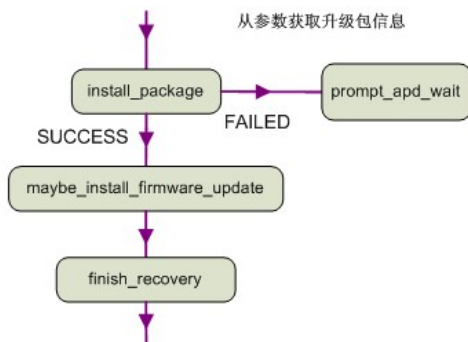 从参数获取升级包信息
install_package
prompt_apd_wait
SUCCESS
FAILED
maybe_install_firmware_update
finish_recovery